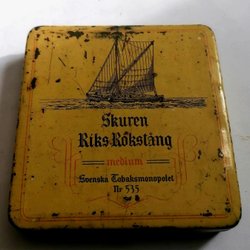 Skuren
Riks-Rökstång
medium
Svenska Tobaksmonopolet
Nr 535